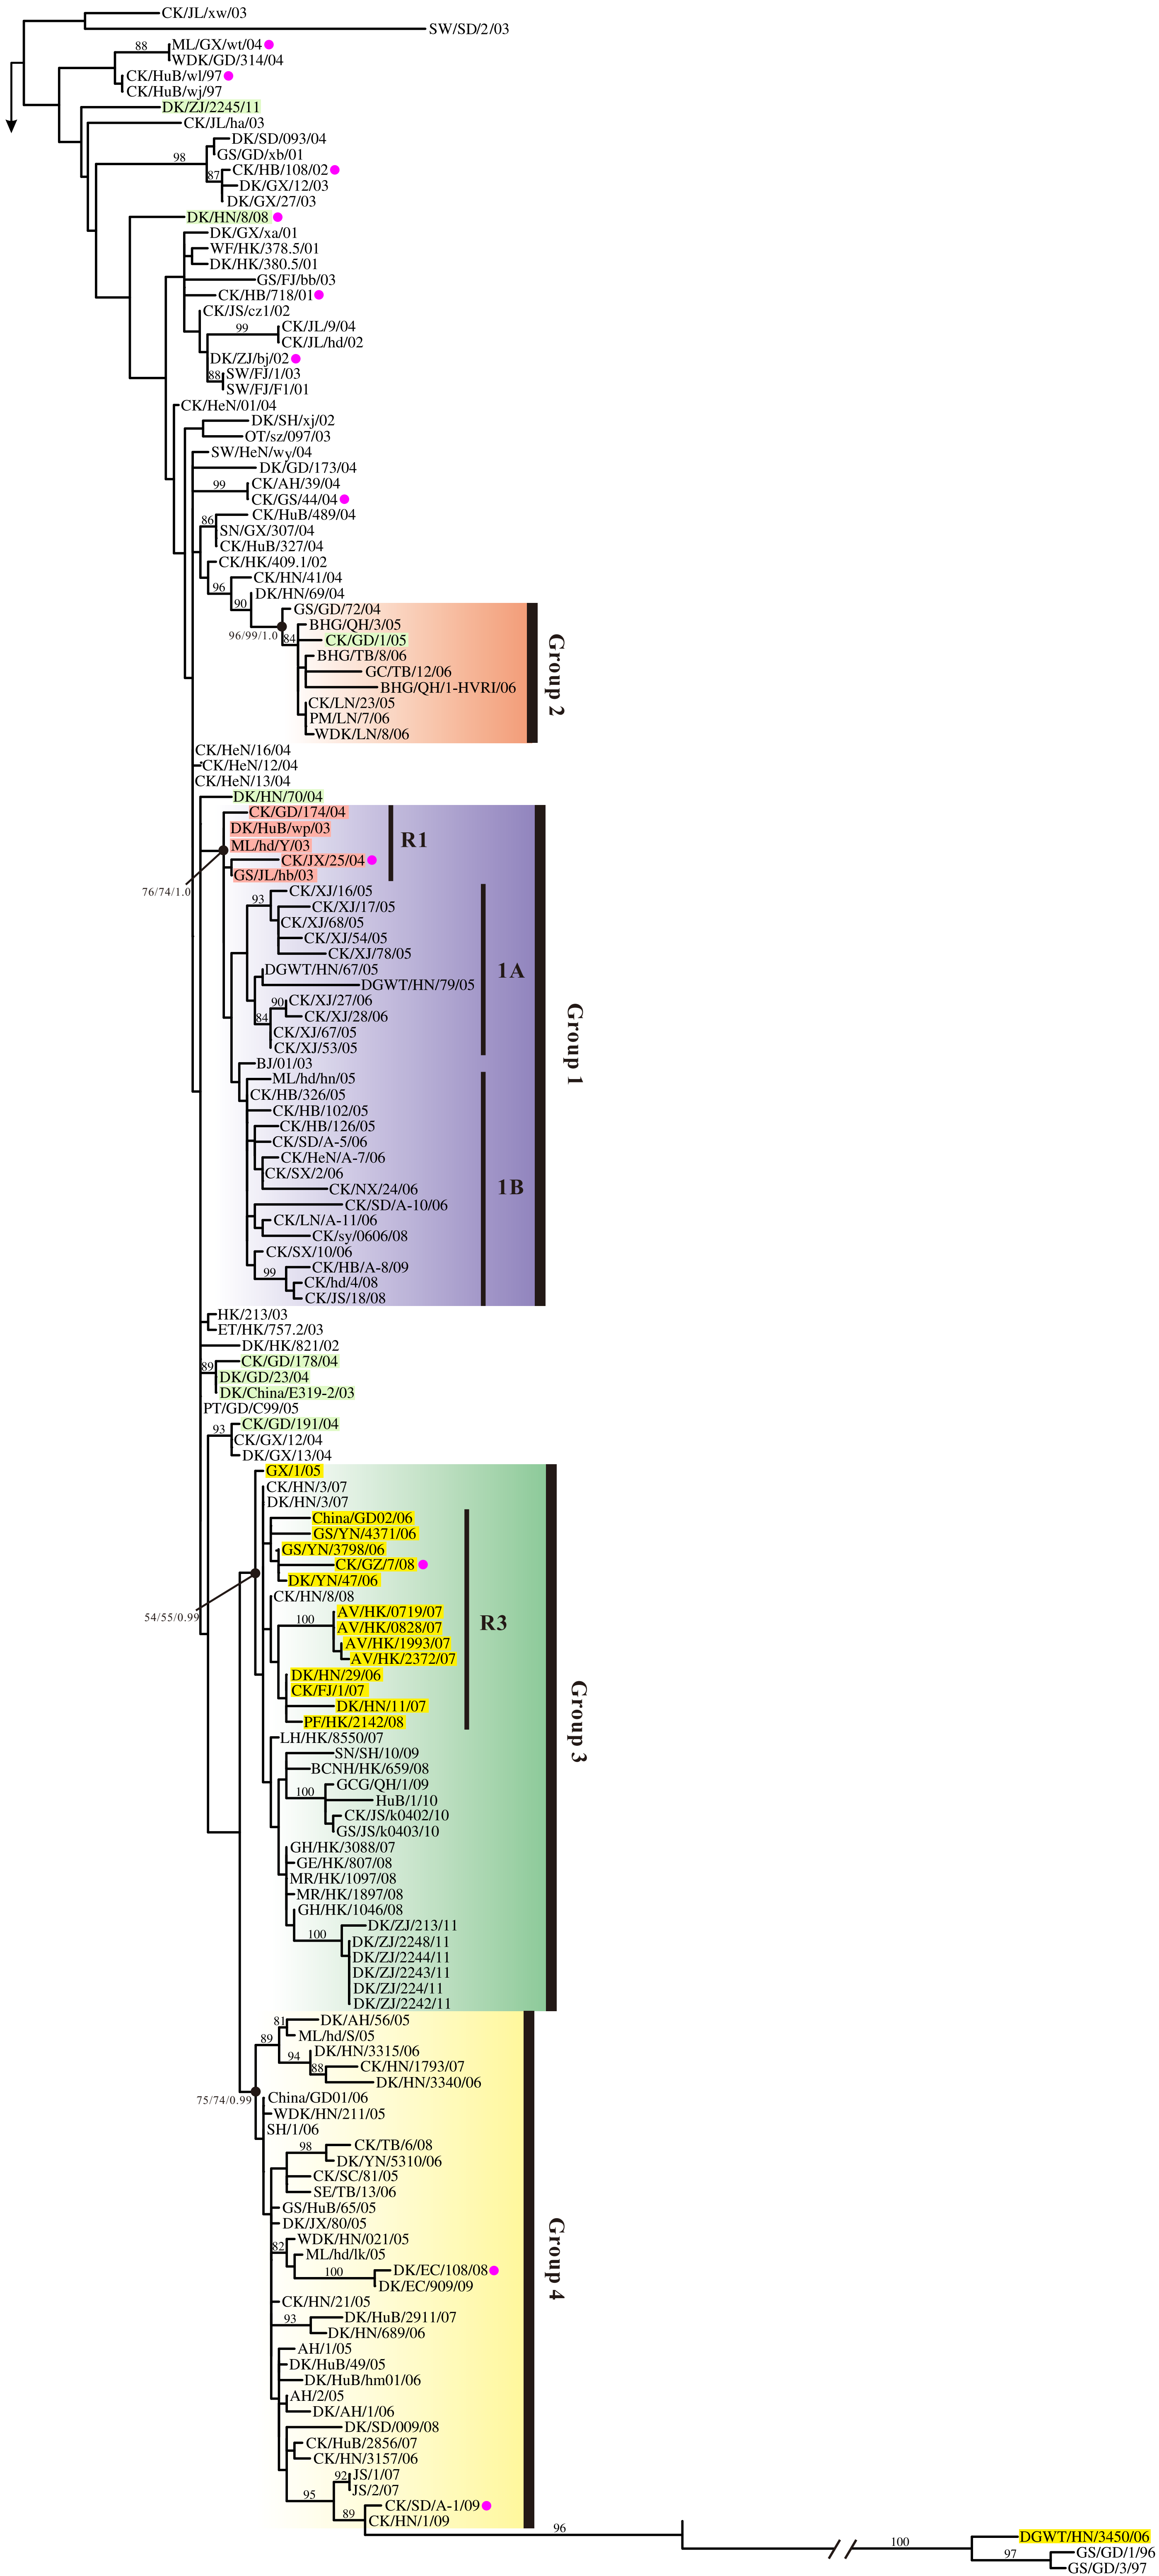 CK/JL/xw/03
SW/SD/2/03
88
ML/GX/wt/04
WDK/GD/314/04
CK/HuB/wl/97
CK/HuB/wj/97
DK/ZJ/2245/11
CK/JL/ha/03
DK/SD/093/04
98
GS/GD/xb/01
87
CK/HB/108/02
DK/GX/12/03
DK/GX/27/03
DK/HN/8/08
DK/GX/xa/01
WF/HK/378.5/01
DK/HK/380.5/01
GS/FJ/bb/03
CK/HB/718/01
CK/JS/cz1/02
99
CK/JL/9/04
CK/JL/hd/02
DK/ZJ/bj/02
88
SW/FJ/1/03
SW/FJ/F1/01
CK/HeN/01/04
DK/SH/xj/02
OT/sz/097/03
SW/HeN/wy/04
DK/GD/173/04
99
CK/AH/39/04
CK/GS/44/04
86
CK/HuB/489/04
SN/GX/307/04
CK/HuB/327/04
CK/HK/409.1/02
96
CK/HN/41/04
90
DK/HN/69/04
96/99/1.0
GS/GD/72/04
BHG/QH/3/05
84
CK/GD/1/05
BHG/TB/8/06
GC/TB/12/06
BHG/QH/1-HVRI/06
CK/LN/23/05
PM/LN/7/06
WDK/LN/8/06
Group 2
CK/HeN/16/04
CK/HeN/12/04
CK/HeN/13/04
DK/HN/70/04
CK/GD/174/04
DK/HuB/wp/03
ML/hd/Y/03
R1
CK/JX/25/04
GS/JL/hb/03
76/74/1.0
93
CK/XJ/16/05
CK/XJ/17/05
CK/XJ/68/05
CK/XJ/54/05
CK/XJ/78/05
DGWT/HN/67/05
1A
DGWT/HN/79/05
90
CK/XJ/27/06
84
CK/XJ/28/06
CK/XJ/67/05
CK/XJ/53/05
Group 1
BJ/01/03
ML/hd/hn/05
CK/HB/326/05
CK/HB/102/05
CK/HB/126/05
CK/SD/A-5/06
CK/HeN/A-7/06
CK/SX/2/06
CK/NX/24/06
1B
CK/SD/A-10/06
CK/LN/A-11/06
CK/sy/0606/08
CK/SX/10/06
99
CK/HB/A-8/09
CK/hd/4/08
CK/JS/18/08
HK/213/03
ET/HK/757.2/03
DK/HK/821/02
89
CK/GD/178/04
DK/GD/23/04
DK/China/E319-2/03
PT/GD/C99/05
93
CK/GD/191/04
CK/GX/12/04
DK/GX/13/04
GX/1/05
CK/HN/3/07
DK/HN/3/07
China/GD02/06
GS/YN/4371/06
GS/YN/3798/06
CK/GZ/7/08
DK/YN/47/06
CK/HN/8/08
54/55/0.99
100
AV/HK/0719/07
AV/HK/0828/07
R3
AV/HK/1993/07
AV/HK/2372/07
DK/HN/29/06
CK/FJ/1/07
DK/HN/11/07
PF/HK/2142/08
Group 3
LH/HK/8550/07
SN/SH/10/09
BCNH/HK/659/08
100
GCG/QH/1/09
HuB/1/10
CK/JS/k0402/10
GS/JS/k0403/10
GH/HK/3088/07
GE/HK/807/08
MR/HK/1097/08
MR/HK/1897/08
GH/HK/1046/08
100
DK/ZJ/213/11
DK/ZJ/2248/11
DK/ZJ/2244/11
DK/ZJ/2243/11
DK/ZJ/224/11
DK/ZJ/2242/11
81
DK/AH/56/05
89
ML/hd/S/05
94
DK/HN/3315/06
88
CK/HN/1793/07
DK/HN/3340/06
75/74/0.99
China/GD01/06
WDK/HN/211/05
SH/1/06
98
CK/TB/6/08
DK/YN/5310/06
CK/SC/81/05
SE/TB/13/06
GS/HuB/65/05
DK/JX/80/05
82
WDK/HN/021/05
ML/hd/lk/05
100
DK/EC/108/08
DK/EC/909/09
Group 4
CK/HN/21/05
93
DK/HuB/2911/07
DK/HN/689/06
AH/1/05
DK/HuB/49/05
DK/HuB/hm01/06
AH/2/05
DK/AH/1/06
DK/SD/009/08
CK/HuB/2856/07
CK/HN/3157/06
92
JS/1/07
JS/2/07
95
CK/SD/A-1/09
89
CK/HN/1/09
96
100
DGWT/HN/3450/06
97
GS/GD/1/96
GS/GD/3/97